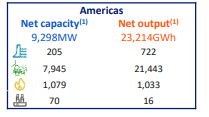 Americas
Net capacity(1) Net output(1)
9,298MW 23,214GWh
205 722
7,945 21,443
1,079 1,033
70 16